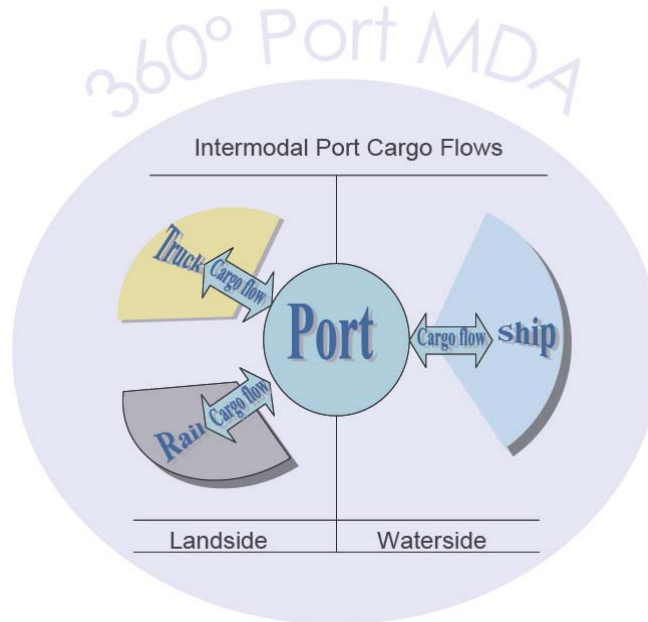 360° Port MDA
Intermodal Port Cargo Flows
Truck
Cargo flow
Port
Cargo flow
Ship
Rail
Cargo flow
Landside
Waterside